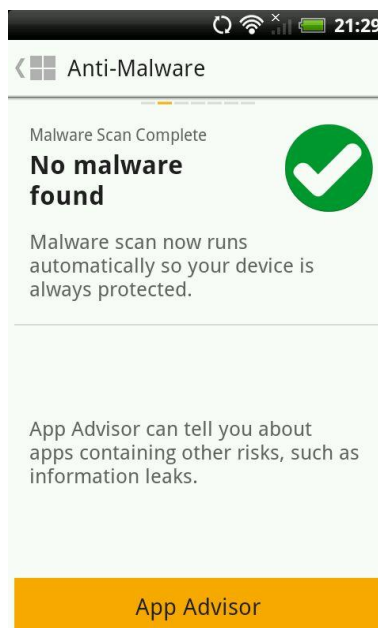 21:29
Anti-Malware
Malware Scan Complete
No malware
found
Malware scan now runs
automatically so your device is
always protected.
App Advisor can tell you about
apps containing other risks, such as
information leaks.
App Advisor